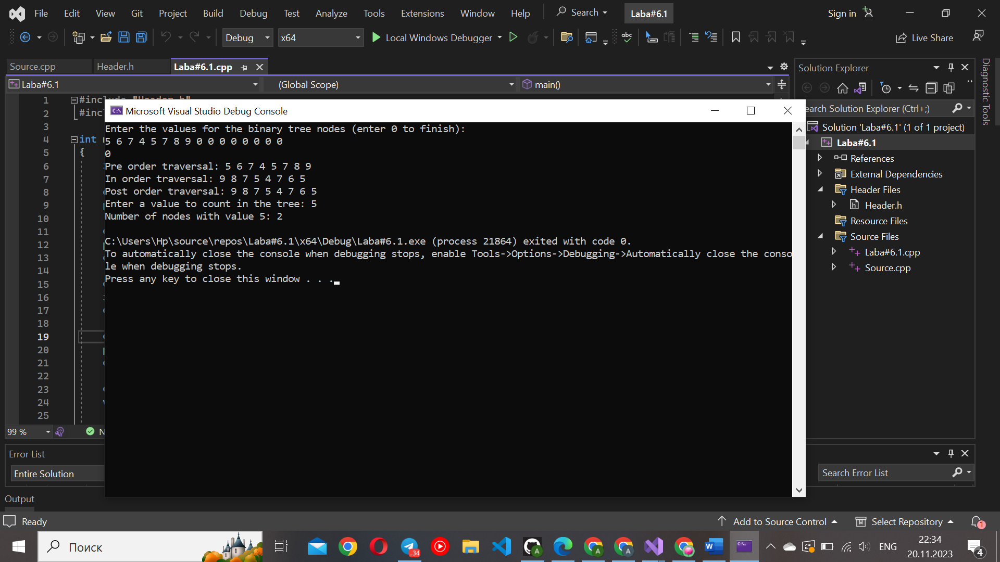 File Edit View Git Project Build Debug Test Analyze Tools Extensions Window Help Search Laba#6.1 Sign in
Debug x64 Local Windows Debugger abc Live Share
Source.cpp Header.h Laba#6.1.cpp
Laba#6.1 (Global Scope) main()
1 #include "Header.h"
2
3
4 int
5 {
6
7
8
9
10
11
12
13
14
15
16
17
18
19
20
21
22
23
24
25
Microsoft Visual Studio Debug Console
Enter the values for the binary tree nodes (enter 0 to finish):
5 6 7 4 5 7 8 9 0 0 0 0 0 0 0 0
0
Pre order traversal: 5 6 7 4 5 7 8 9
In order traversal: 9 8 7 5 4 7 6 5
Post order traversal: 9 8 7 5 4 7 6 5
Enter a value to count in the tree: 5
Number of nodes with value 5: 2
C:\Users\Hp\source\repos\Laba#6.1\x64\Debug\Laba#6.1.exe (process 21864) exited with code 0.
To automatically close the console when debugging stops, enable Tools->Options->Debugging->Automatically close the conso
le when debugging stops.
Press any key to close this window . . .
Solution Explorer
earch Solution Explorer (Ctrl+;)
Solution 'Laba#6.1' (1 of 1 project)
Laba#6.1
References
External Dependencies
Header Files
Header.h
Resource Files
Source Files
Laba#6.1.cpp
Source.cpp
Diagnostic Tools
99 % N
Error List
Entire Solution
Search Error List
Output
Ready Add to Source Control Select Repository 1
Поиск ..34 A A A ENG 22:34
20.11.2023 4